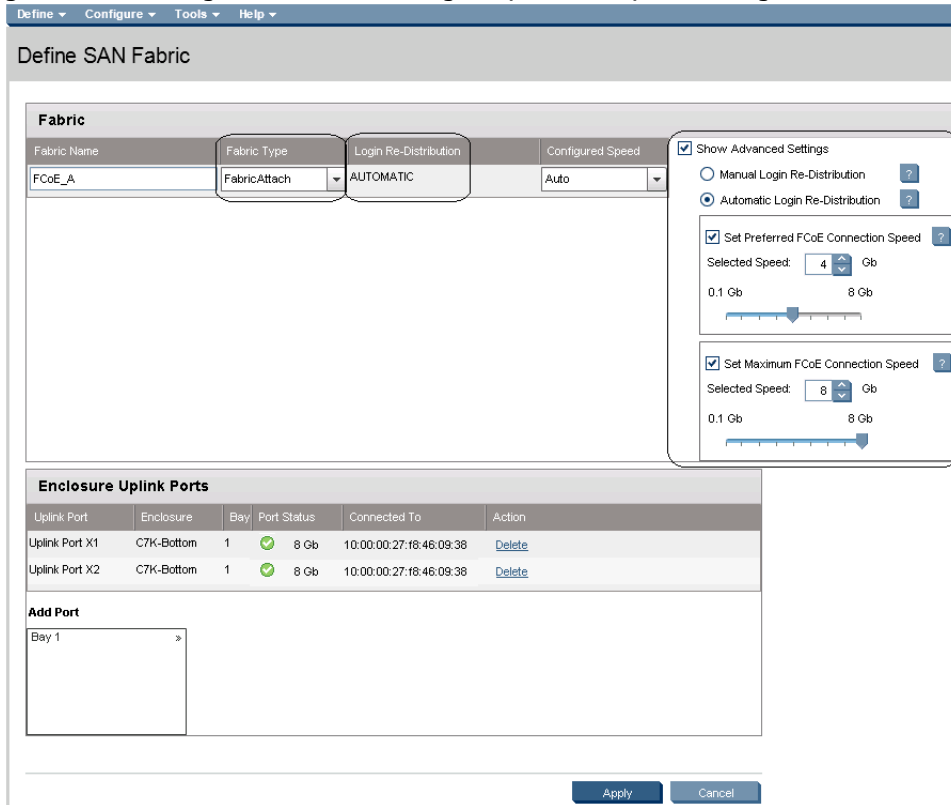 Define Configure Tools Help
Define SAN Fabric
Fabric
Fabric Name Fabric Type Login Re-Distribution Configured Speed
FCoE_A FabricAttach AUTOMATIC Auto
Show Advanced Settings
Manual Login Re-Distribution ?
Automatic Login Re-Distribution ?
Set Preferred FCoE Connection Speed ?
Selected Speed: 4 Gb
0.1 Gb 8 Gb
Set Maximum FCoE Connection Speed ?
Selected Speed: 8 Gb
0.1 Gb 8 Gb
Enclosure Uplink Ports
Uplink Port Enclosure Bay Port Status Connected To Action
Uplink Port X1 C7K-Bottom 1 8 Gb 10:00:00:27:f8:46:09:38 Delete
Uplink Port X2 C7K-Bottom 1 8 Gb 10:00:00:27:f8:46:09:38 Delete
Add Port
Bay 1 »
Apply Cancel